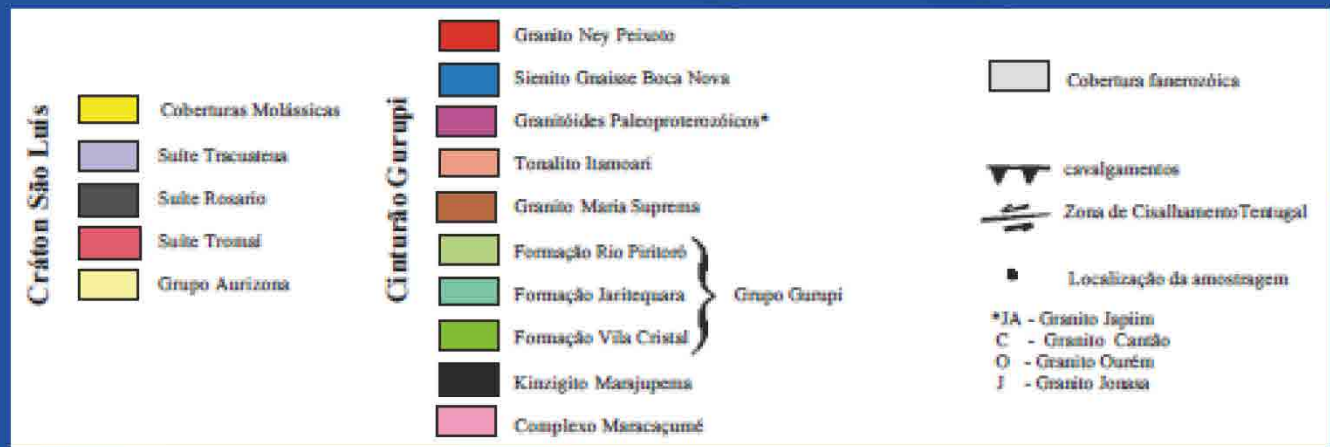 Cráton São Luís
Coberturas Molássicas
Suíte Tracuateua
Suíte Rosario
Suíte Tromaí
Grupo Aurizona
Cinturão Gurupi
Granito Ney Peixoto
Sienito Gnaisse Boca Nova
Granitóides Paleoproterozóicos*
Tonalito Itamoari
Granito Maria Suprema
Formação Rio Piritoró
Formação Jaritequara
Formação Vila Cristal
Grupo Gurupi
Kinzigito Marajupema
Complexo Maracaçumé
Cobertura fanerozóica
cavalgamentos
Zona de Cisalhamento Tentugal
Localização da amostragem
*JA - Granito Japiim
C - Granito Cantão
O - Granito Ourém
J - Granito Jonasa